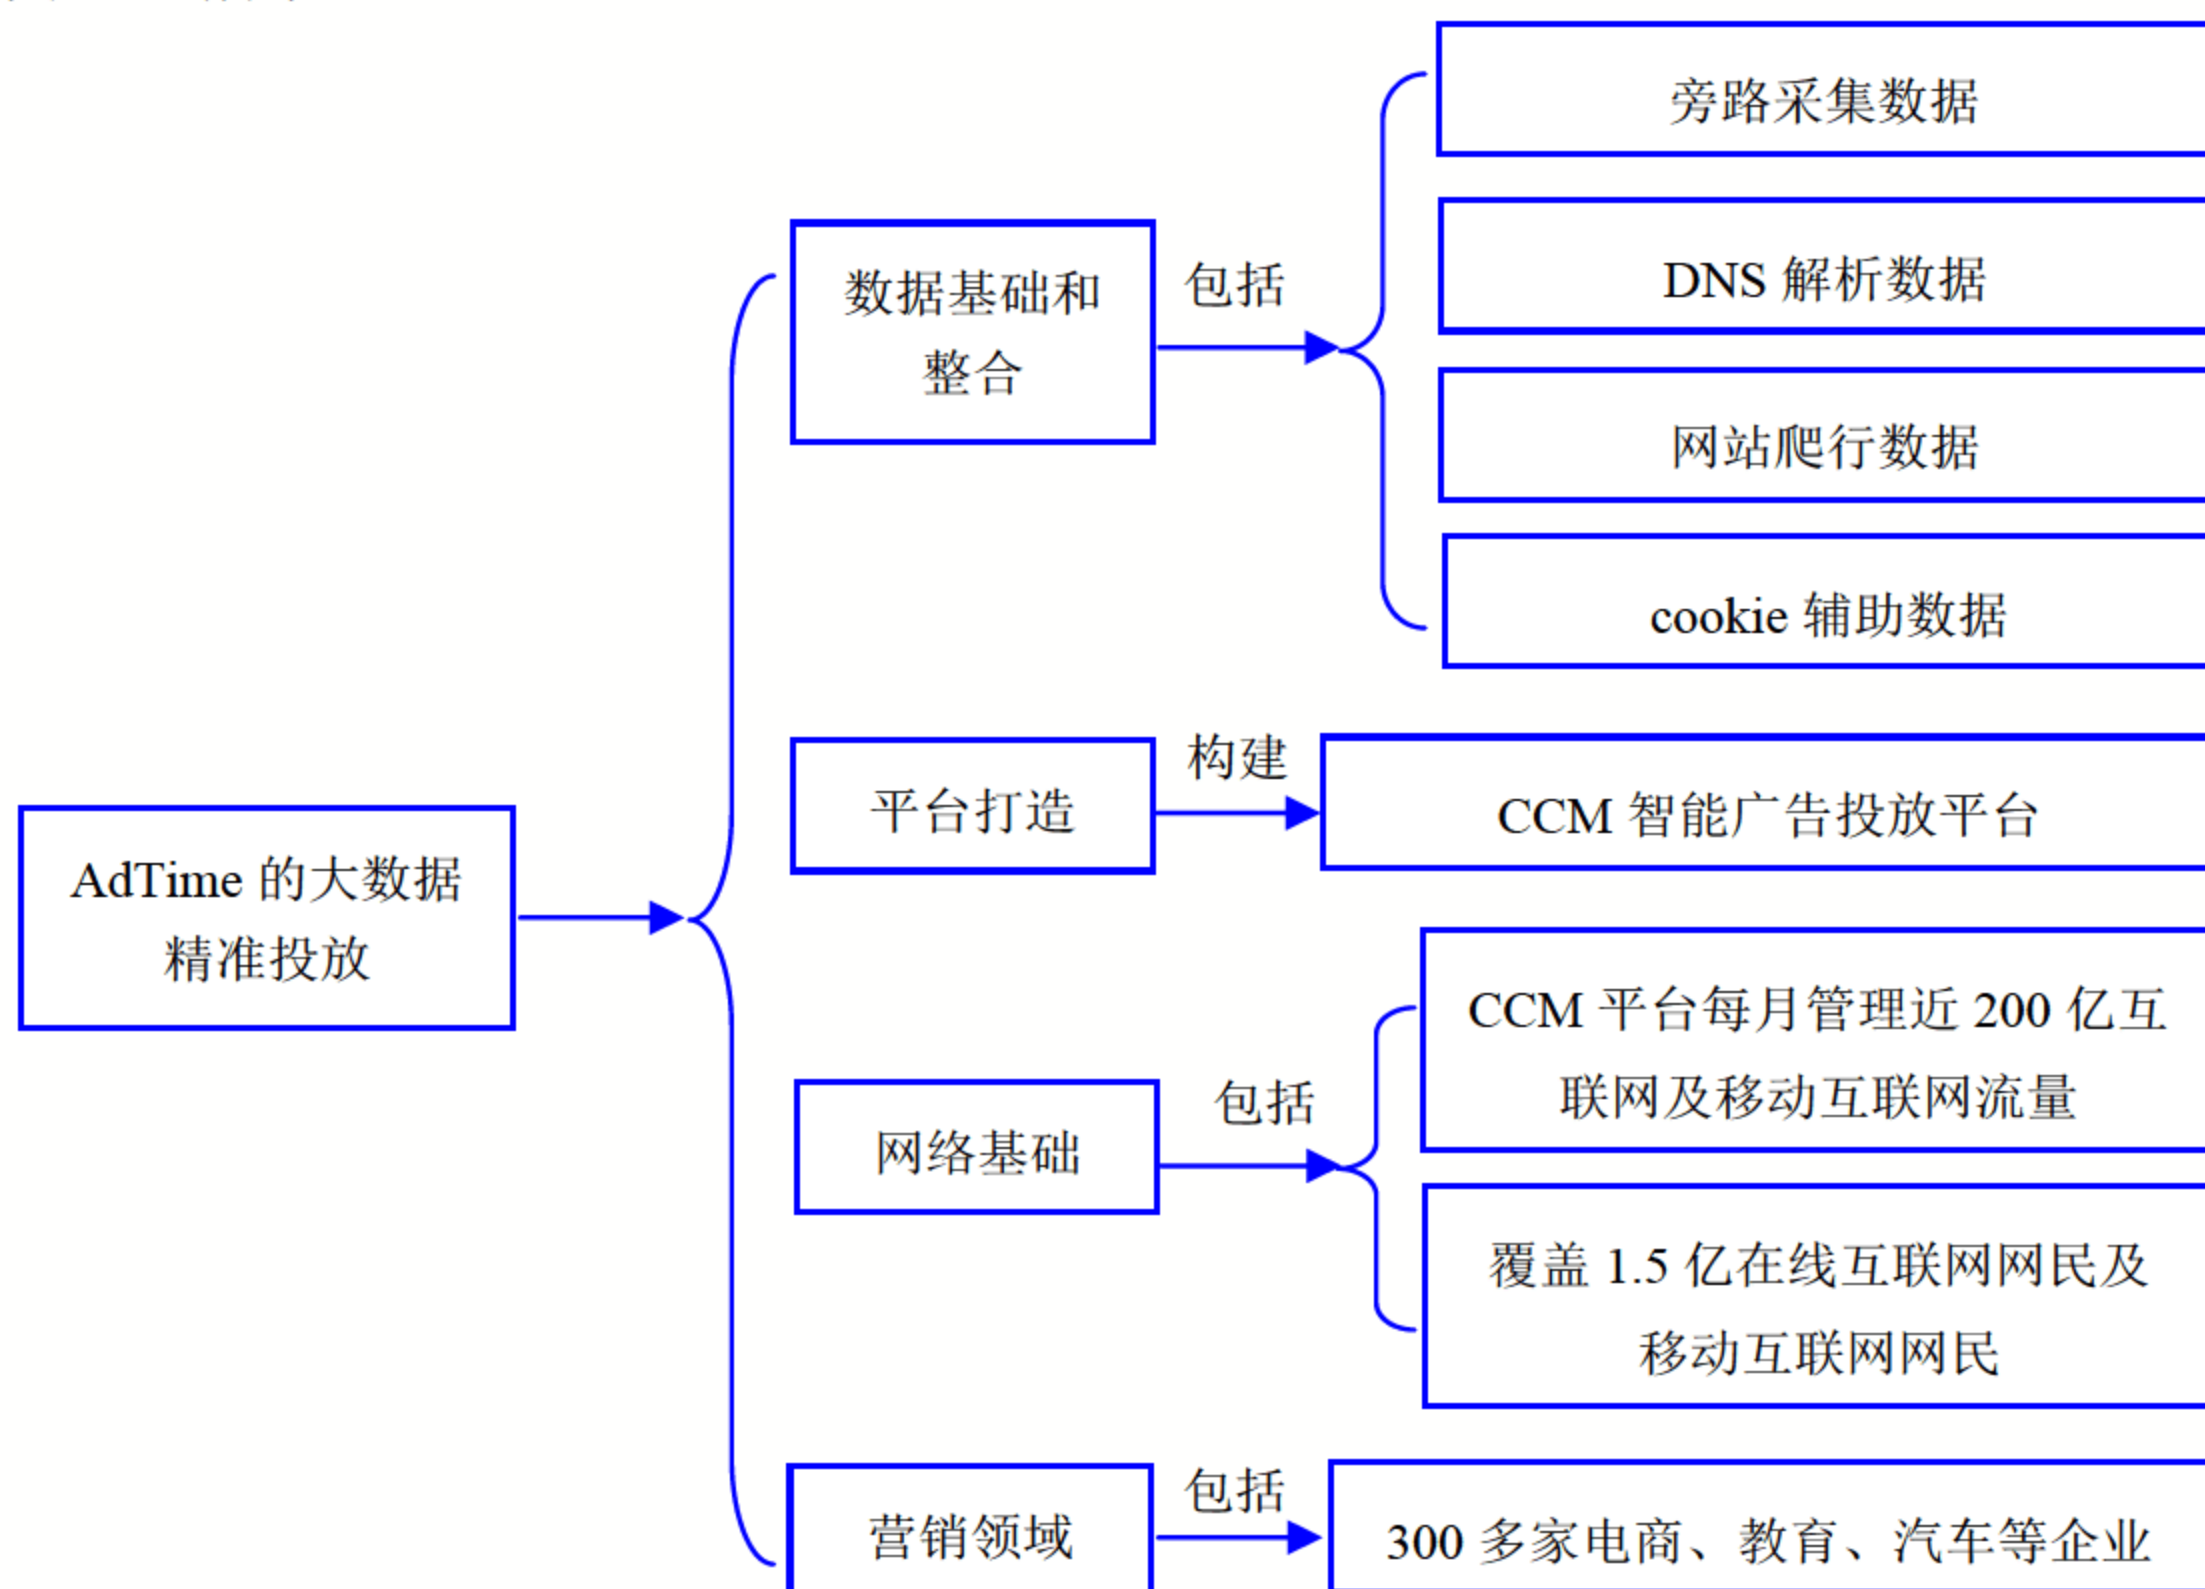 AdTime 的大数据
精准投放
数据基础和
整合
包括
旁路采集数据
DNS 解析数据
网站爬行数据
cookie 辅助数据
平台打造
构建
CCM 智能广告投放平台
网络基础
包括
CCM 平台每月管理近 200 亿互
联网及移动互联网流量
覆盖 1.5 亿在线互联网网民及
移动互联网网民
营销领域
包括
300 多家电商、教育、汽车等企业